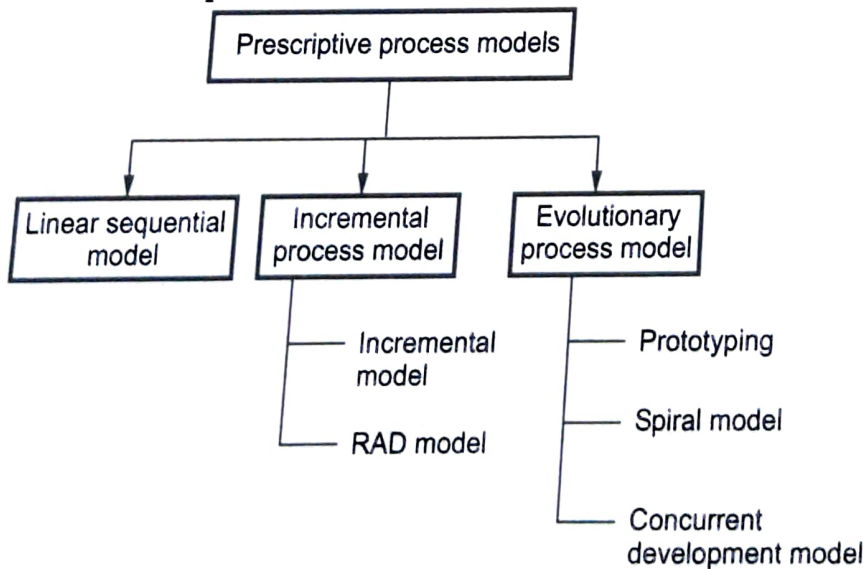 Prescriptive process models
Linear sequential
model
Incremental
process model
Evolutionary
process model
Incremental
model
RAD model
Prototyping
Spiral model
Concurrent
development model